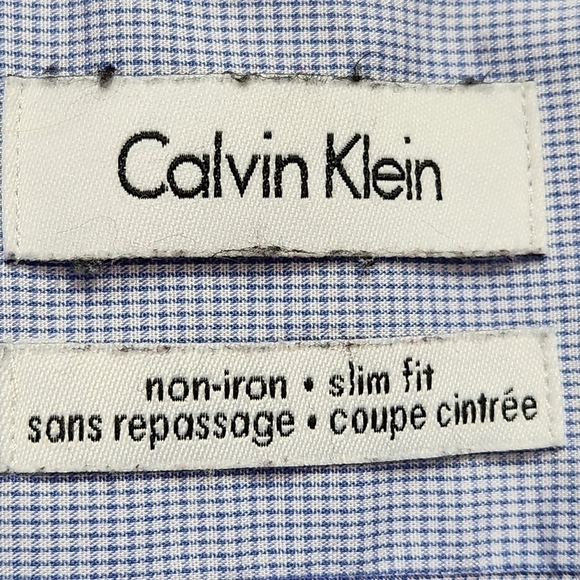 Calvin Klein
non-iron • slim fit
sans repassage • coupe cintrée